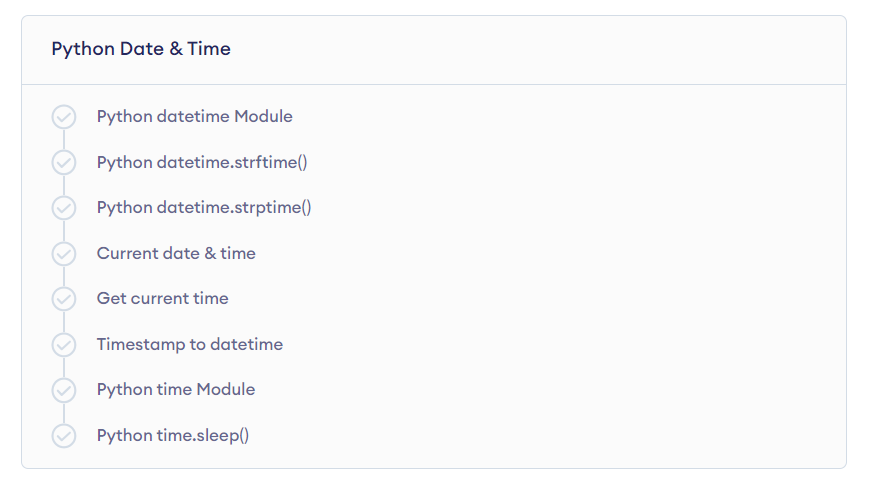 Python Date & Time
Python datetime Module
Python datetime.strftime()
Python datetime.strptime()
Current date & time
Get current time
Timestamp to datetime
Python time Module
Python time.sleep()